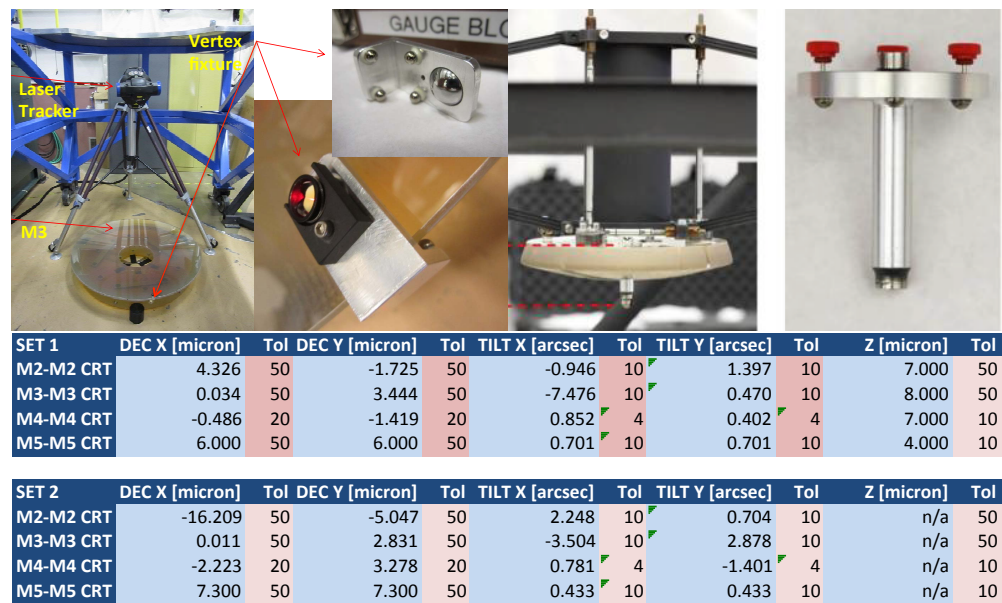 GAUGE BLO
Vertex
fixture
Laser
Tracker
M3
SET 1 DEC X [micron] Tol DEC Y [micron] Tol TILT X [arcsec] Tol TILT Y [arcsec] Tol Z [micron] Tol
M2-M2 CRT 4.326 50 -1.725 50 -0.946 10 1.397 10 7.000 50
M3-M3 CRT 0.034 50 3.444 50 -7.476 10 0.470 10 8.000 50
M4-M4 CRT -0.486 20 -1.419 20 0.852 4 0.402 4 7.000 10
M5-M5 CRT 6.000 50 6.000 50 0.701 10 0.701 10 4.000 10
SET 2 DEC X [micron] Tol DEC Y [micron] Tol TILT X [arcsec] Tol TILT Y [arcsec] Tol Z [micron] Tol
M2-M2 CRT -16.209 50 -5.047 50 2.248 10 0.704 10 n/a 50
M3-M3 CRT 0.011 50 2.831 50 -3.504 10 2.878 10 n/a 50
M4-M4 CRT -2.223 20 3.278 20 0.781 4 -1.401 4 n/a 10
M5-M5 CRT 7.300 50 7.300 50 0.433 10 0.433 10 n/a 10